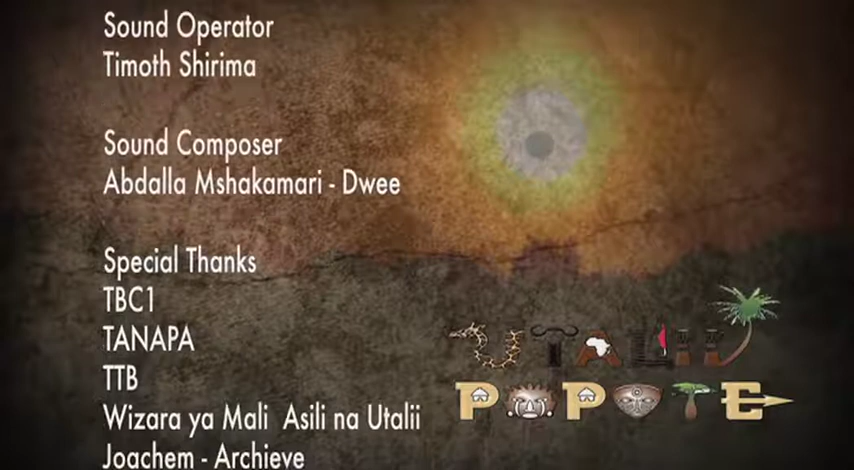 Sound Operator
Timoth Shirima
Sound Composer
Abdalla Mshakamari - Dwee
Special Thanks
TBC1
TANAPA
TTB
Wizara ya Mali Asili na Utalii
Joachem - Archieve
UTALII
POPOTE